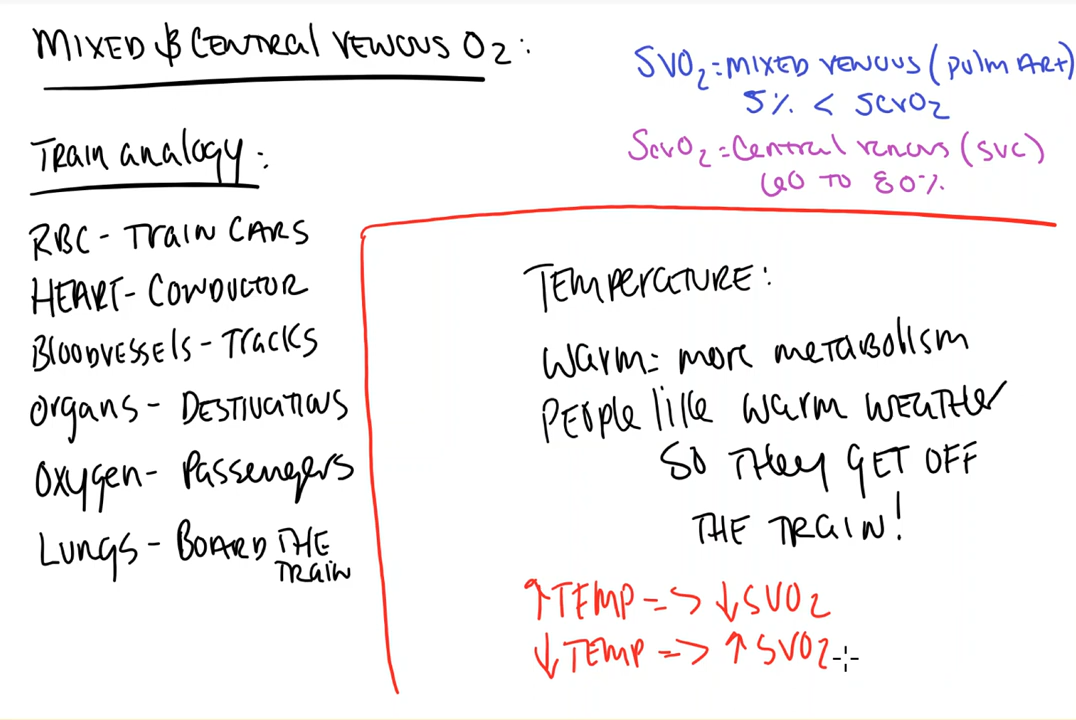 MIXED & CENTRAL VENOUS O2:
SVO2=MIXED VENOUS (PULM ART)
5% < SCVO2
ScvO2=Central venous (SVC)
60 TO 80%
Train analogy:
RBC - TRAIN CARS
HEART- CONDUCTOR
Bloodvessels - Tracks
Organs - DESTINATIONS
Oxygen- Passengers
Lungs - BOARD THE
TRAIN
TEMPERATURE:
Warm= more metabolism
People like warm weather
SO THEY GET OFF
THE TRAIN!
↑TEMP => ↓SVO2
↓TEMP => ↑SVO2